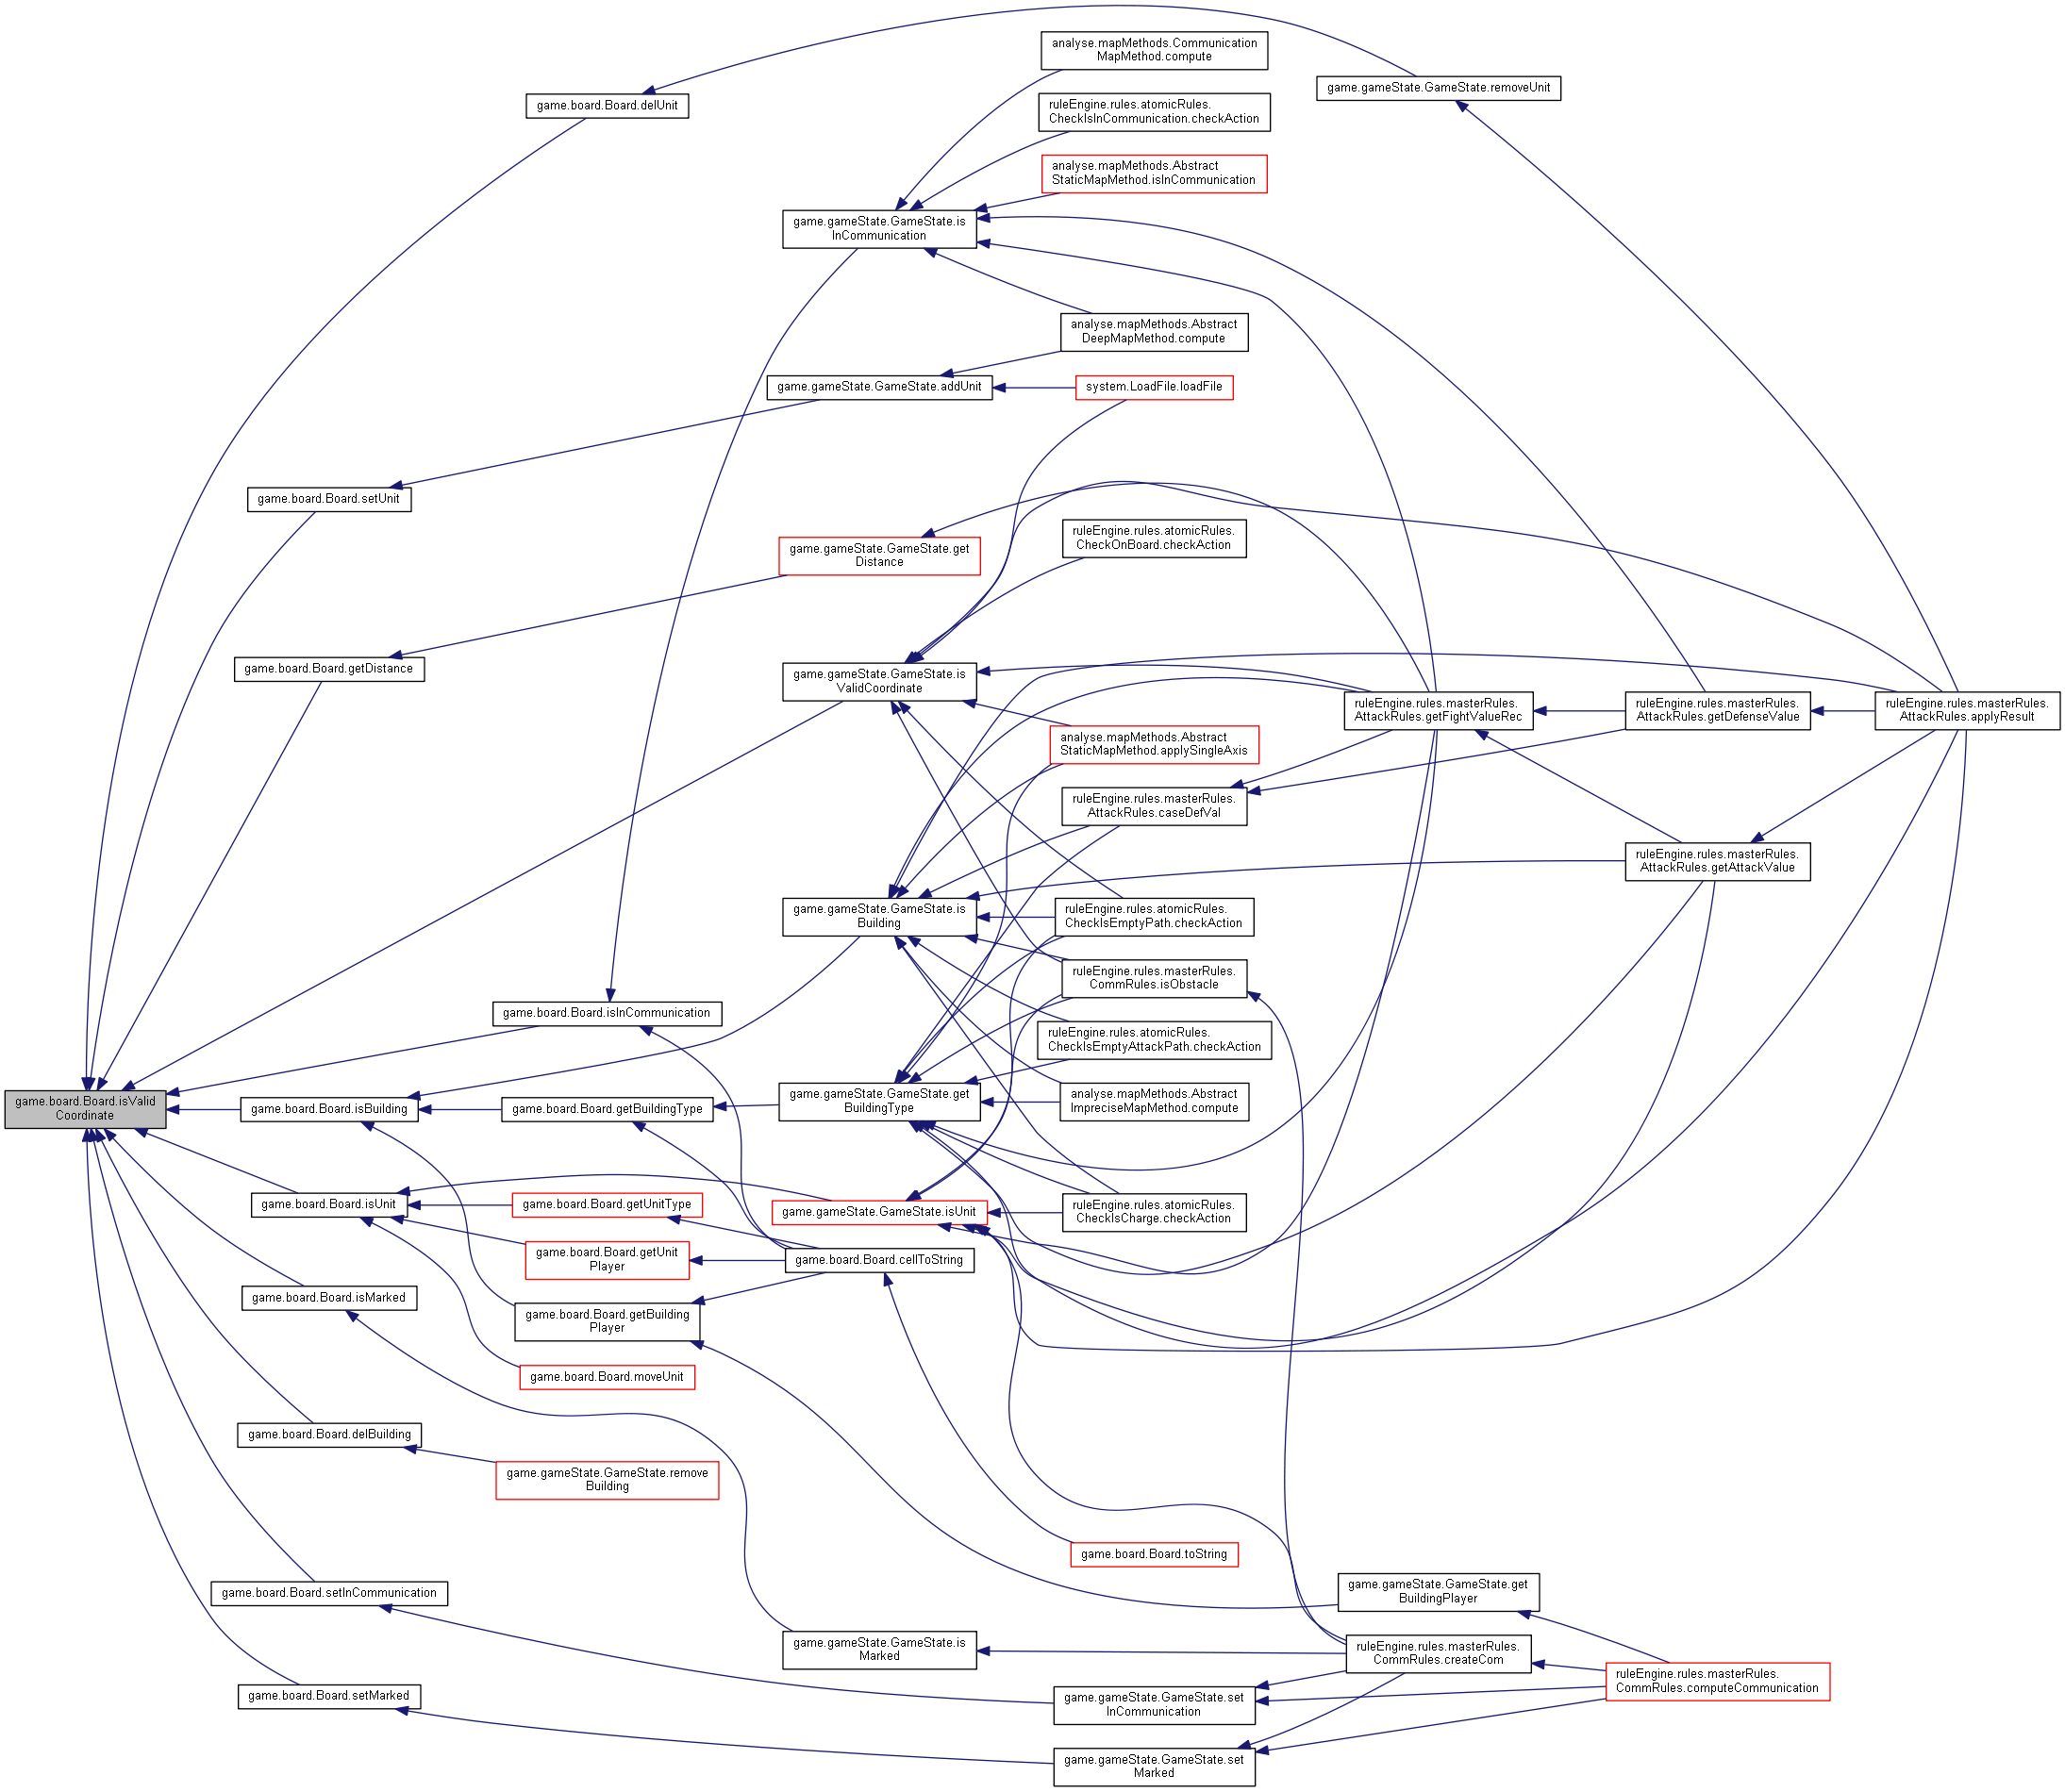 analyse.mapMethods.Communication
MapMethod.compute
game.gameState.GameState.removeUnit
game.board.Board.delUnit
ruleEngine.rules.atomicRules.
CheckIsInCommunication.checkAction
analyse.mapMethods.Abstract
StaticMapMethod.isInCommunication
game.gameState.GameState.is
InCommunication
analyse.mapMethods.Abstract
DeepMapMethod.compute
game.gameState.GameState.addUnit
system.LoadFile.loadFile
game.board.Board.setUnit
ruleEngine.rules.atomicRules.
CheckOnBoard.checkAction
game.gameState.GameState.get
Distance
game.board.Board.getDistance
game.gameState.GameState.is
ValidCoordinate
ruleEngine.rules.masterRules.
AttackRules.getFightValueRec
ruleEngine.rules.masterRules.
AttackRules.getDefenseValue
ruleEngine.rules.masterRules.
AttackRules.applyResult
analyse.mapMethods.Abstract
StaticMapMethod.applySingleAxis
ruleEngine.rules.masterRules.
AttackRules.caseDefVal
ruleEngine.rules.masterRules.
AttackRules.getAttackValue
game.gameState.GameState.is
Building
ruleEngine.rules.atomicRules.
CheckIsEmptyPath.checkAction
ruleEngine.rules.masterRules.
CommRules.isObstacle
game.board.Board.isInCommunication
ruleEngine.rules.atomicRules.
CheckIsEmptyAttackPath.checkAction
game.board.Board.isValid
Coordinate
game.board.Board.isBuilding
game.board.Board.getBuildingType
game.gameState.GameState.get
BuildingType
analyse.mapMethods.Abstract
ImpreciseMapMethod.compute
game.board.Board.isUnit
game.board.Board.getUnitType
game.gameState.GameState.isUnit
ruleEngine.rules.atomicRules.
CheckIsCharge.checkAction
game.board.Board.getUnit
Player
game.board.Board.cellToString
game.board.Board.isMarked
game.board.Board.getBuilding
Player
game.board.Board.moveUnit
game.board.Board.delBuilding
game.gameState.GameState.remove
Building
game.board.Board.toString
game.board.Board.setInCommunication
game.gameState.GameState.get
BuildingPlayer
game.gameState.GameState.is
Marked
ruleEngine.rules.masterRules.
CommRules.createCom
ruleEngine.rules.masterRules.
CommRules.computeCommunication
game.board.Board.setMarked
game.gameState.GameState.set
InCommunication
game.gameState.GameState.set
Marked